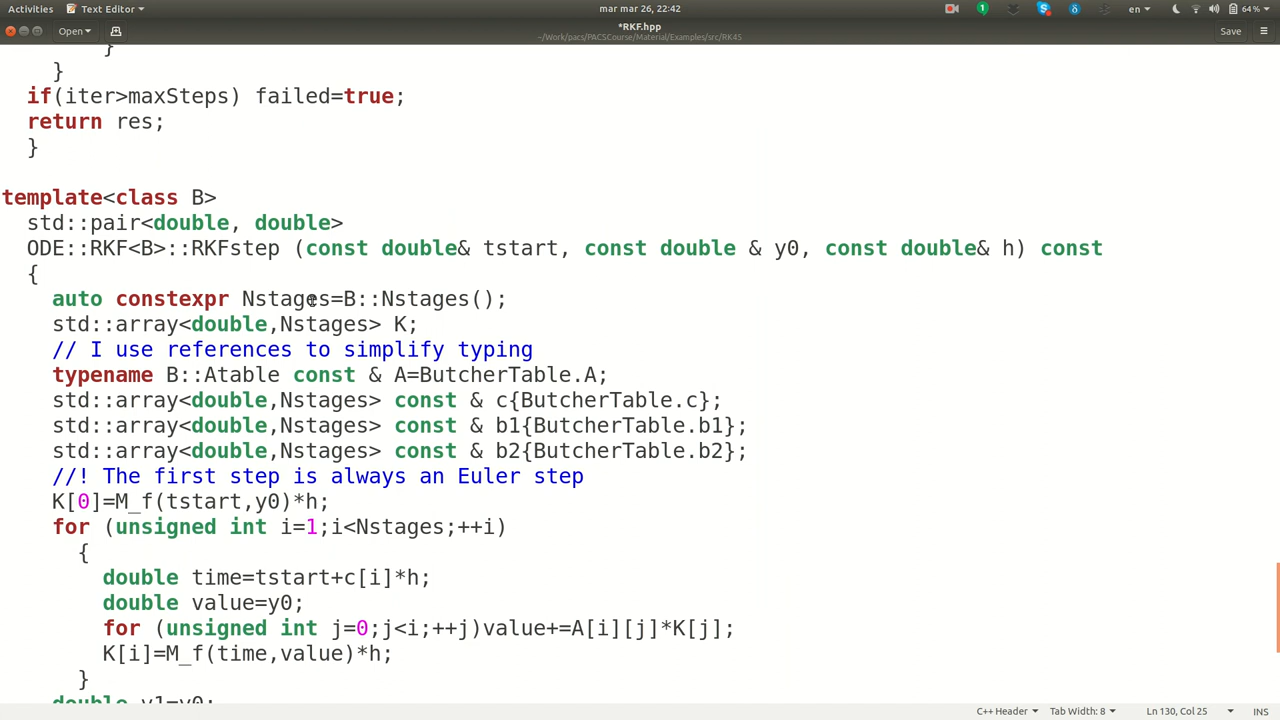 Activities Text Editor mar mar 26, 22:42 1 en 64 %
Open *RKF.hpp Save
~/Work/pacs/PACSCourse/Material/Examples/src/RK45
}
}
if(iter>maxSteps) failed=true;
return res;
}
template<class B>
std::pair<double, double>
ODE::RKF<B>::RKFstep (const double& tstart, const double & y0, const double& h) const
{
auto constexpr Nstages=B::Nstages();
std::array<double,Nstages> K;
// I use references to simplify typing
typename B::Atable const & A=ButcherTable.A;
std::array<double,Nstages> const & c{ButcherTable.c};
std::array<double,Nstages> const & b1{ButcherTable.b1};
std::array<double,Nstages> const & b2{ButcherTable.b2};
//! The first step is always an Euler step
K[0]=M_f(tstart,y0)*h;
for (unsigned int i=1;i<Nstages;++i)
{
double time=tstart+c[i]*h;
double value=y0;
for (unsigned int j=0;j<i;++j)value+=A[i][j]*K[j];
K[i]=M_f(time,value)*h;
}
double y1=y0;
C++ Header Tab Width: 8 Ln 130, Col 25 INS